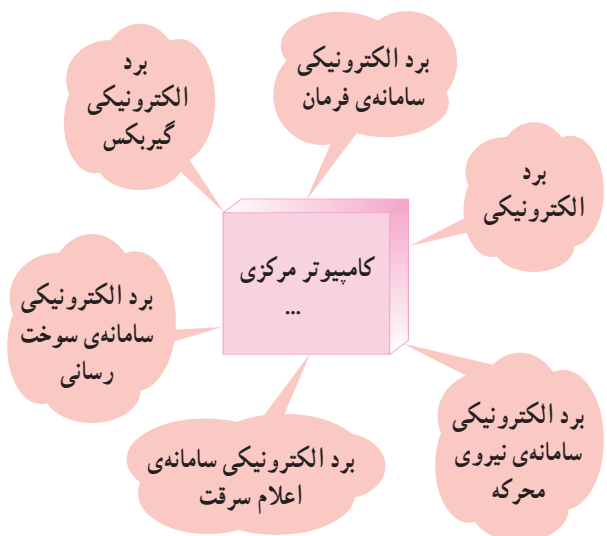 برد الکترونیکی
سامانه‌ی فرمان
برد
الکترونیکی
گیربکس
برد
الکترونیکی
کامپیوتر مرکزی
...
برد الکترونیکی
سامانه‌ی سوخت
رسانی
برد الکترونیکی
سامانه‌ی نیروی
محرکه
برد الکترونیکی سامانه‌ی
اعلام سرقت